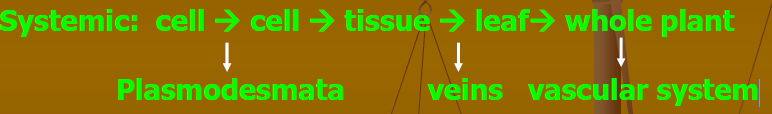 Systemic: cell → cell → tissue → leaf→ whole plant
Plasmodesmata veins vascular system